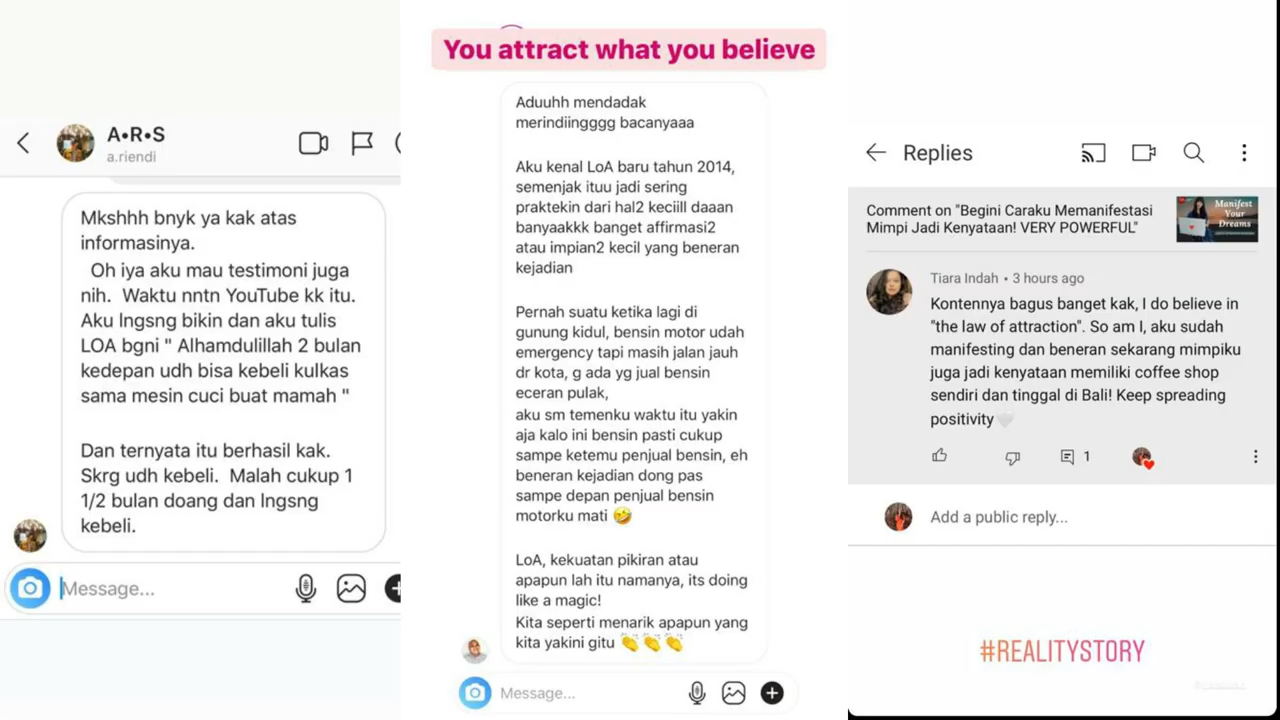 A•R•S
a.riendi
Mkshhh bnyk ya kak atas
informasinya.
Oh iya aku mau testimoni juga
nih. Waktu nntn YouTube kk itu.
Aku lngsng bikin dan aku tulis
LOA bgni " Alhamdulillah 2 bulan
kedepan udh bisa kebeli kulkas
sama mesin cuci buat mamah "
Dan ternyata itu berhasil kak.
Skrg udh kebeli. Malah cukup 1
1/2 bulan doang dan lngsng
kebeli.
Message...
You attract what you believe
Aduuhh mendadak
merindiingggg bacanyaaa
Aku kenal LoA baru tahun 2014,
semenjak ituu jadi sering
praktekin dari hal2 keciill daaan
banyaakkk banget affirmasi2
atau impian2 kecil yang beneran
kejadian
Pernah suatu ketika lagi di
gunung kidul, bensin motor udah
emergency tapi masih jalan jauh
dr kota, g ada yg jual bensin
eceran pulak,
aku sm temenku waktu itu yakin
aja kalo ini bensin pasti cukup
sampe ketemu penjual bensin, eh
beneran kejadian dong pas
sampe depan penjual bensin
motorku mati 🤣
LoA, kekuatan pikiran atau
apapun lah itu namanya, its doing
like a magic!
Kita seperti menarik apapun yang
kita yakini gitu 👏👏👏
Message...
Replies
Comment on "Begini Caraku Memanifestasi
Mimpi Jadi Kenyataan! VERY POWERFUL"
Manifest
Your
Dreams
Tiara Indah • 3 hours ago
Kontennya bagus banget kak, I do believe in
"the law of attraction". So am I, aku sudah
manifesting dan beneran sekarang mimpiku
juga jadi kenyataan memiliki coffee shop
sendiri dan tinggal di Bali! Keep spreading
positivity🤍
1
Add a public reply...
#REALITYSTORY